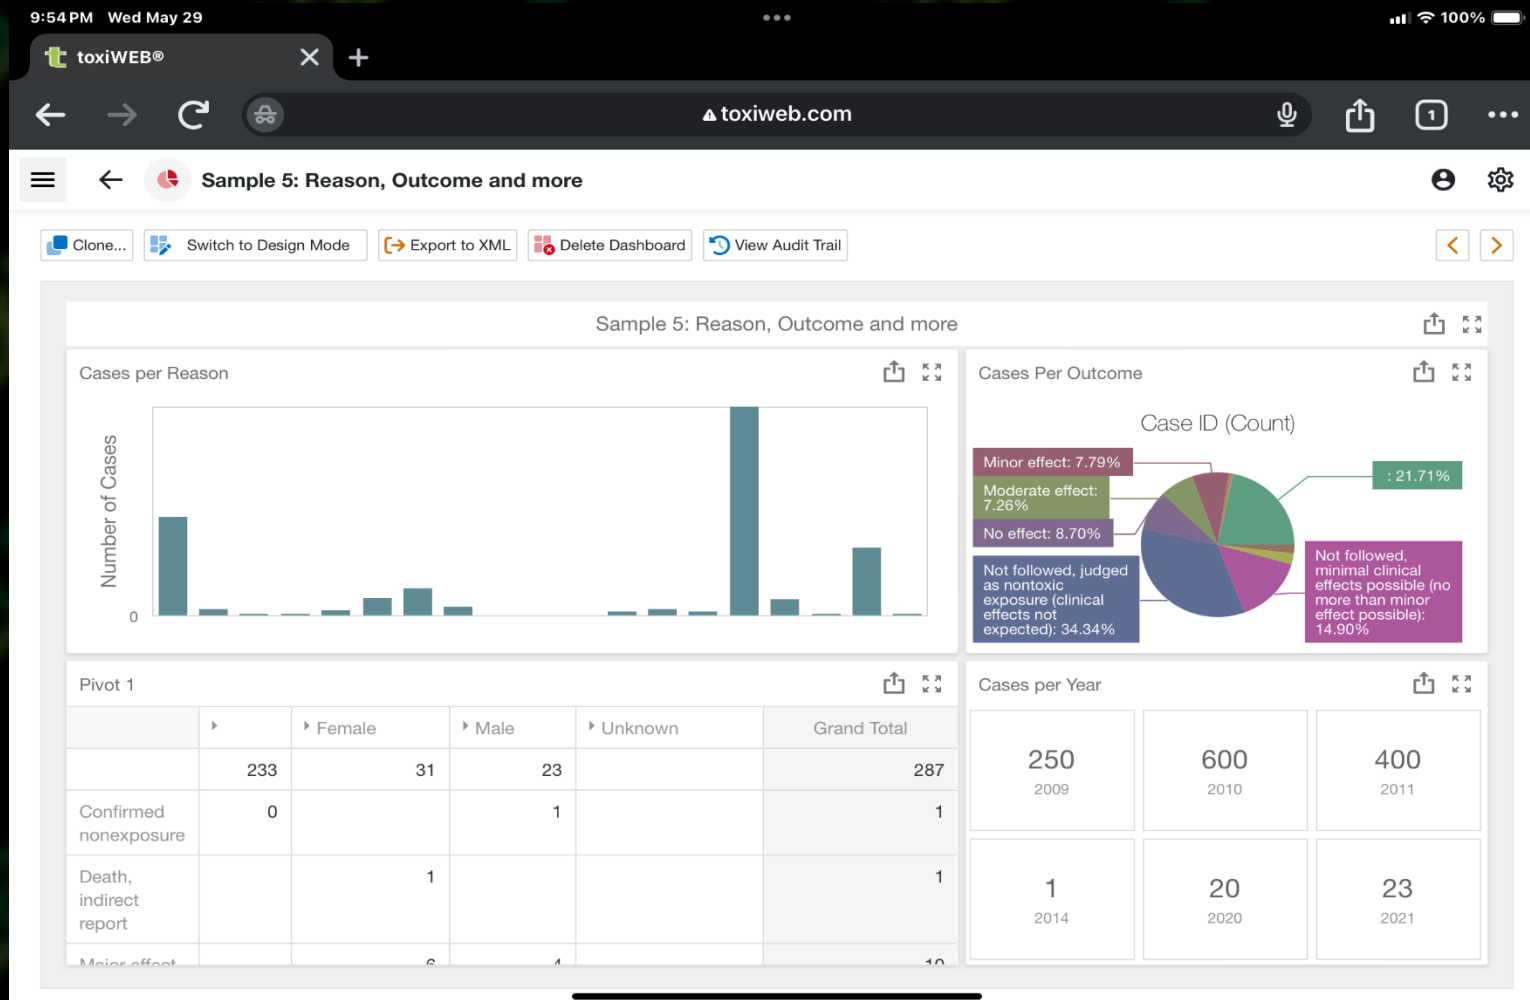 9:54 PM Wed May 29
100%
toxiWEB®
toxiweb.com
1
Sample 5: Reason, Outcome and more
Clone...
Switch to Design Mode
Export to XML
Delete Dashboard
View Audit Trail
Sample 5: Reason, Outcome and more
Cases per Reason
Number of Cases
0
Cases Per Outcome
Case ID (Count)
Minor effect: 7.79%
Moderate effect:
7.26%
No effect: 8.70%
Not followed, judged
as nontoxic
exposure (clinical
effects not
expected): 34.34%
: 21.71%
Not followed,
minimal clinical
effects possible (no
more than minor
effect possible):
14.90%
Pivot 1
Female Male Unknown Grand Total
233 31 23 287
Confirmed
nonexposure
0 1 1
Death,
indirect
report
1 1
Major effect 6 4 10
Cases per Year
250 600 400
2009 2010 2011
1 20 23
2014 2020 2021